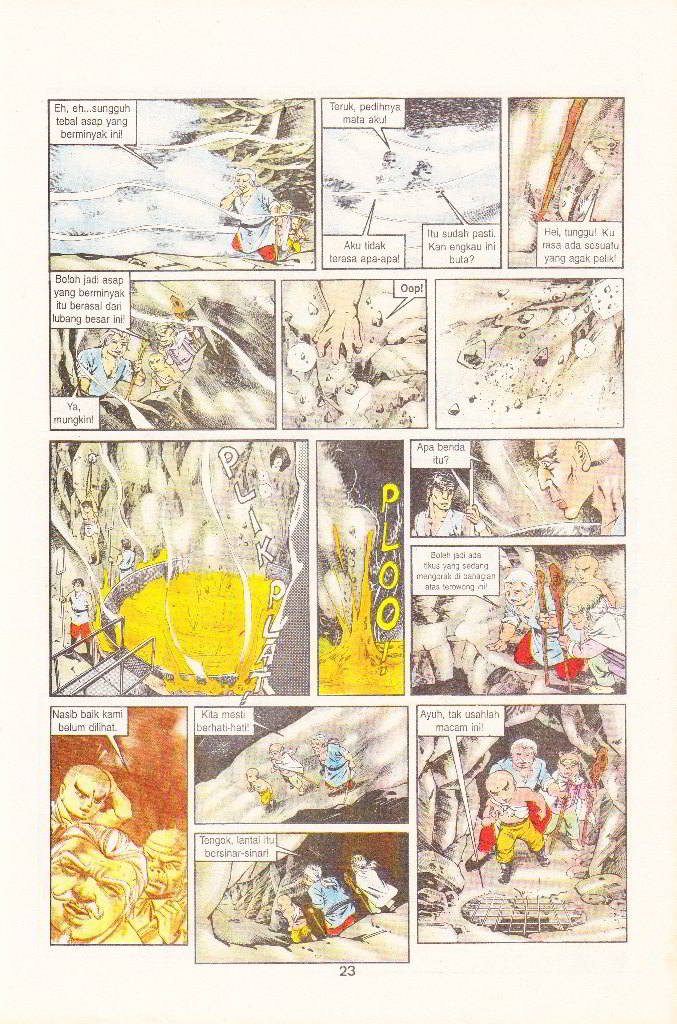 Eh, eh...sungguh
tebal asap yang
berminyak ini!
Teruk, pedihnya
mata aku!
Aku tidak
terasa apa-apa!
Itu sudah pasti.
Kan engkau ini
buta?
Hei, tunggu! Ku
rasa ada sesuatu
yang agak pelik!
Boleh jadi asap
yang berminyak
itu berasal dari
lubang besar ini!
Ya,
mungkin!
Oop!
PLIK PLAK
PLOO!
Apa benda
itu?
Boleh jadi ada
tikus yang sedang
mengorak di bahagian
atas terowong ini!
Nasib baik kami
belum dilihat.
Kita mesti
berhati-hati!
Tengok, lantai itu
bersinar-sinar!
Ayuh, tak usahlah
macam ini!
23